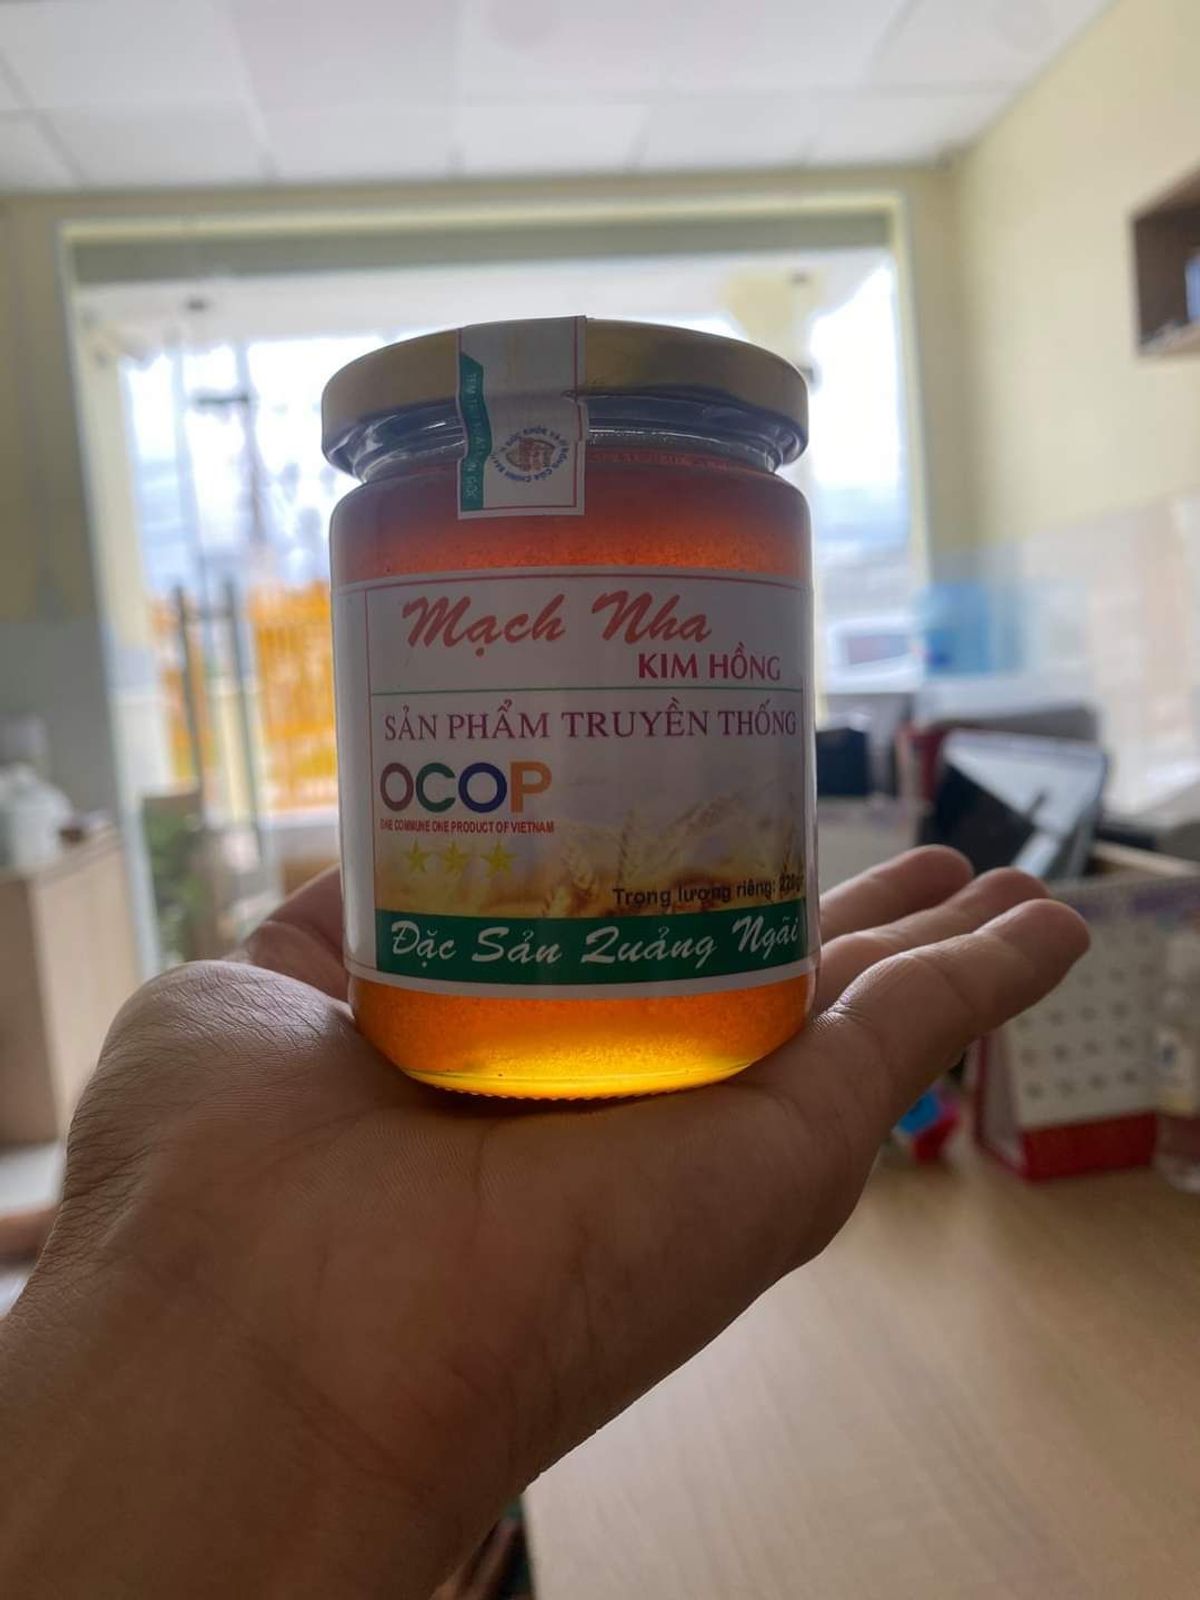 Mạch Nha
KIM HỒNG
SẢN PHẨM TRUYỀN THỐNG
OCOP
ONE COMMUNE ONE PRODUCT OF VIETNAM
Trọng lượng riêng: 220gr
Đặc Sản Quảng Ngãi